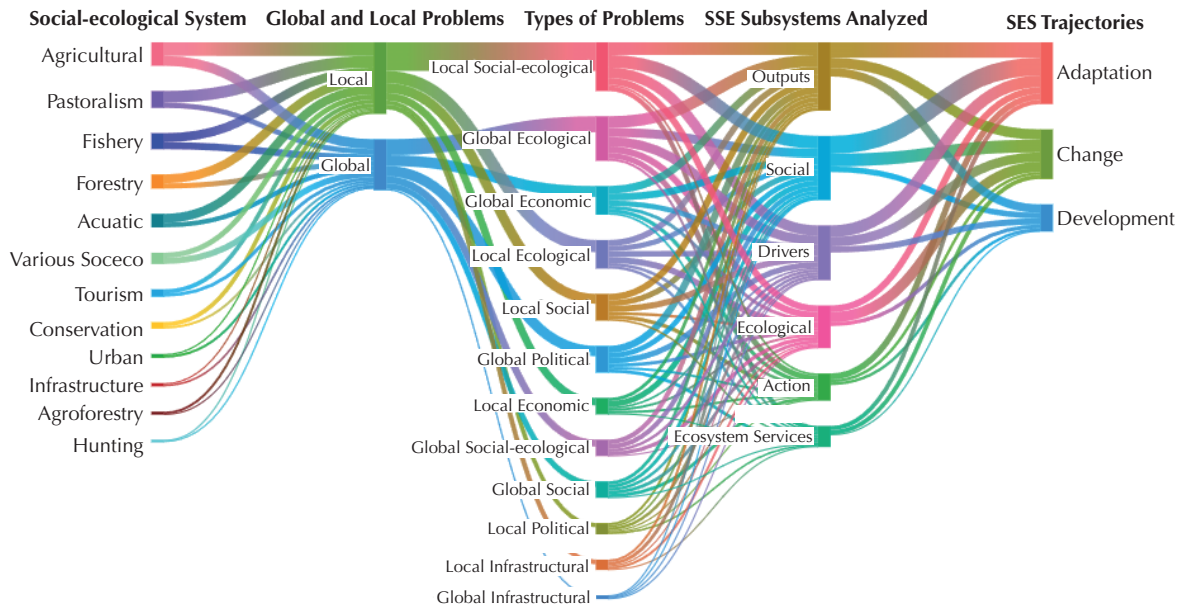 Social-ecological System
Global and Local Problems
Types of Problems
SSE Subsystems Analyzed
SES Trajectories
Agricultural
Pastoralism
Fishery
Forestry
Acuatic
Various Soceco
Tourism
Conservation
Urban
Infrastructure
Agroforestry
Hunting
Local
Global
Local Social-ecological
Global Ecological
Global Economic
Local Ecological
Local Social
Global Political
Local Economic
Global Social-ecological
Global Social
Local Political
Local Infrastructural
Global Infrastructural
Outputs
Social
Drivers
Ecological
Action
Ecosystem Services
Adaptation
Change
Development